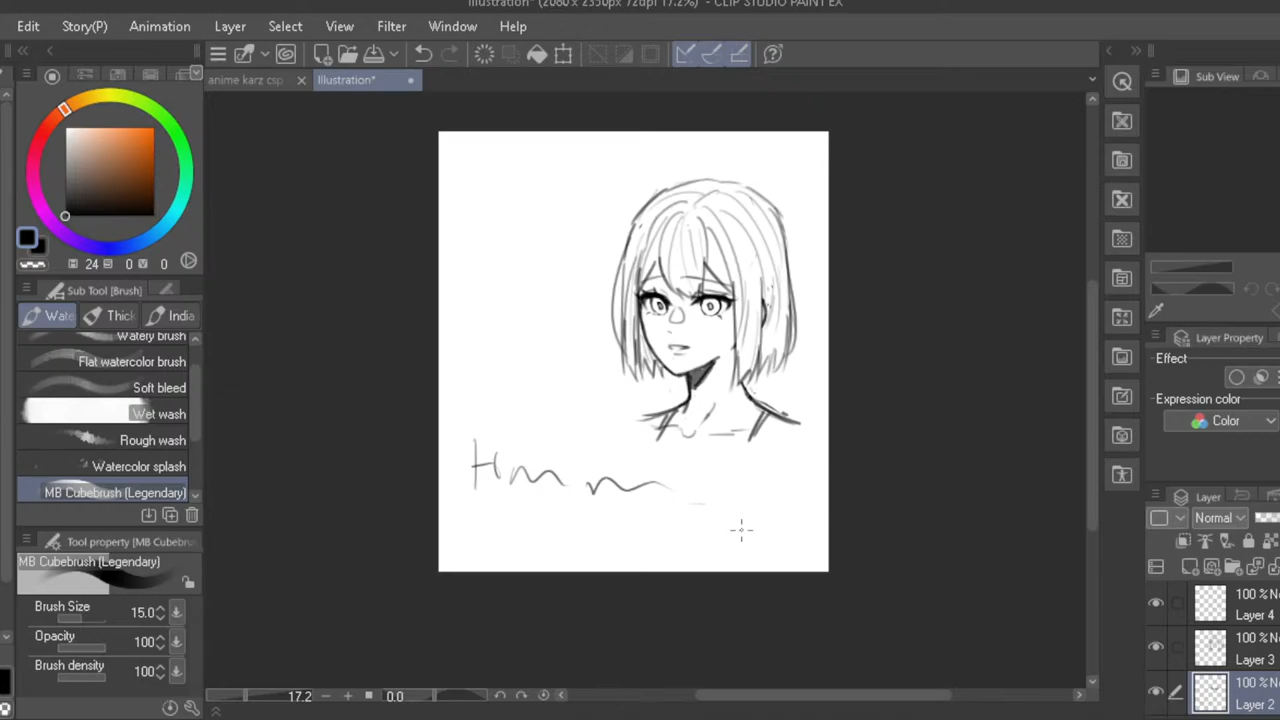 Illustration* (2080 x 2350px 72dpi 17.2%) - CLIP STUDIO PAINT EX
Edit Story(P) Animation Layer Select View Filter Window Help
anime karz csp Illustration*
Sub View
24 0 0
Sub Tool [Brush]
Wate Thick India
Watery brush
Flat watercolor brush
Soft bleed
Wet wash
Rough wash
Watercolor splash
MB Cubebrush (Legendary)
Tool property [MB Cubebru
MB Cubebrush (Legendary)
Brush Size 15.0
Opacity 100
Brush density 100
Hmm
17.2 0.0
Layer Property
Effect
Expression color
Color
Layer
Normal
100 % No
Layer 4
100 % No
Layer 3
100 % No
Layer 2